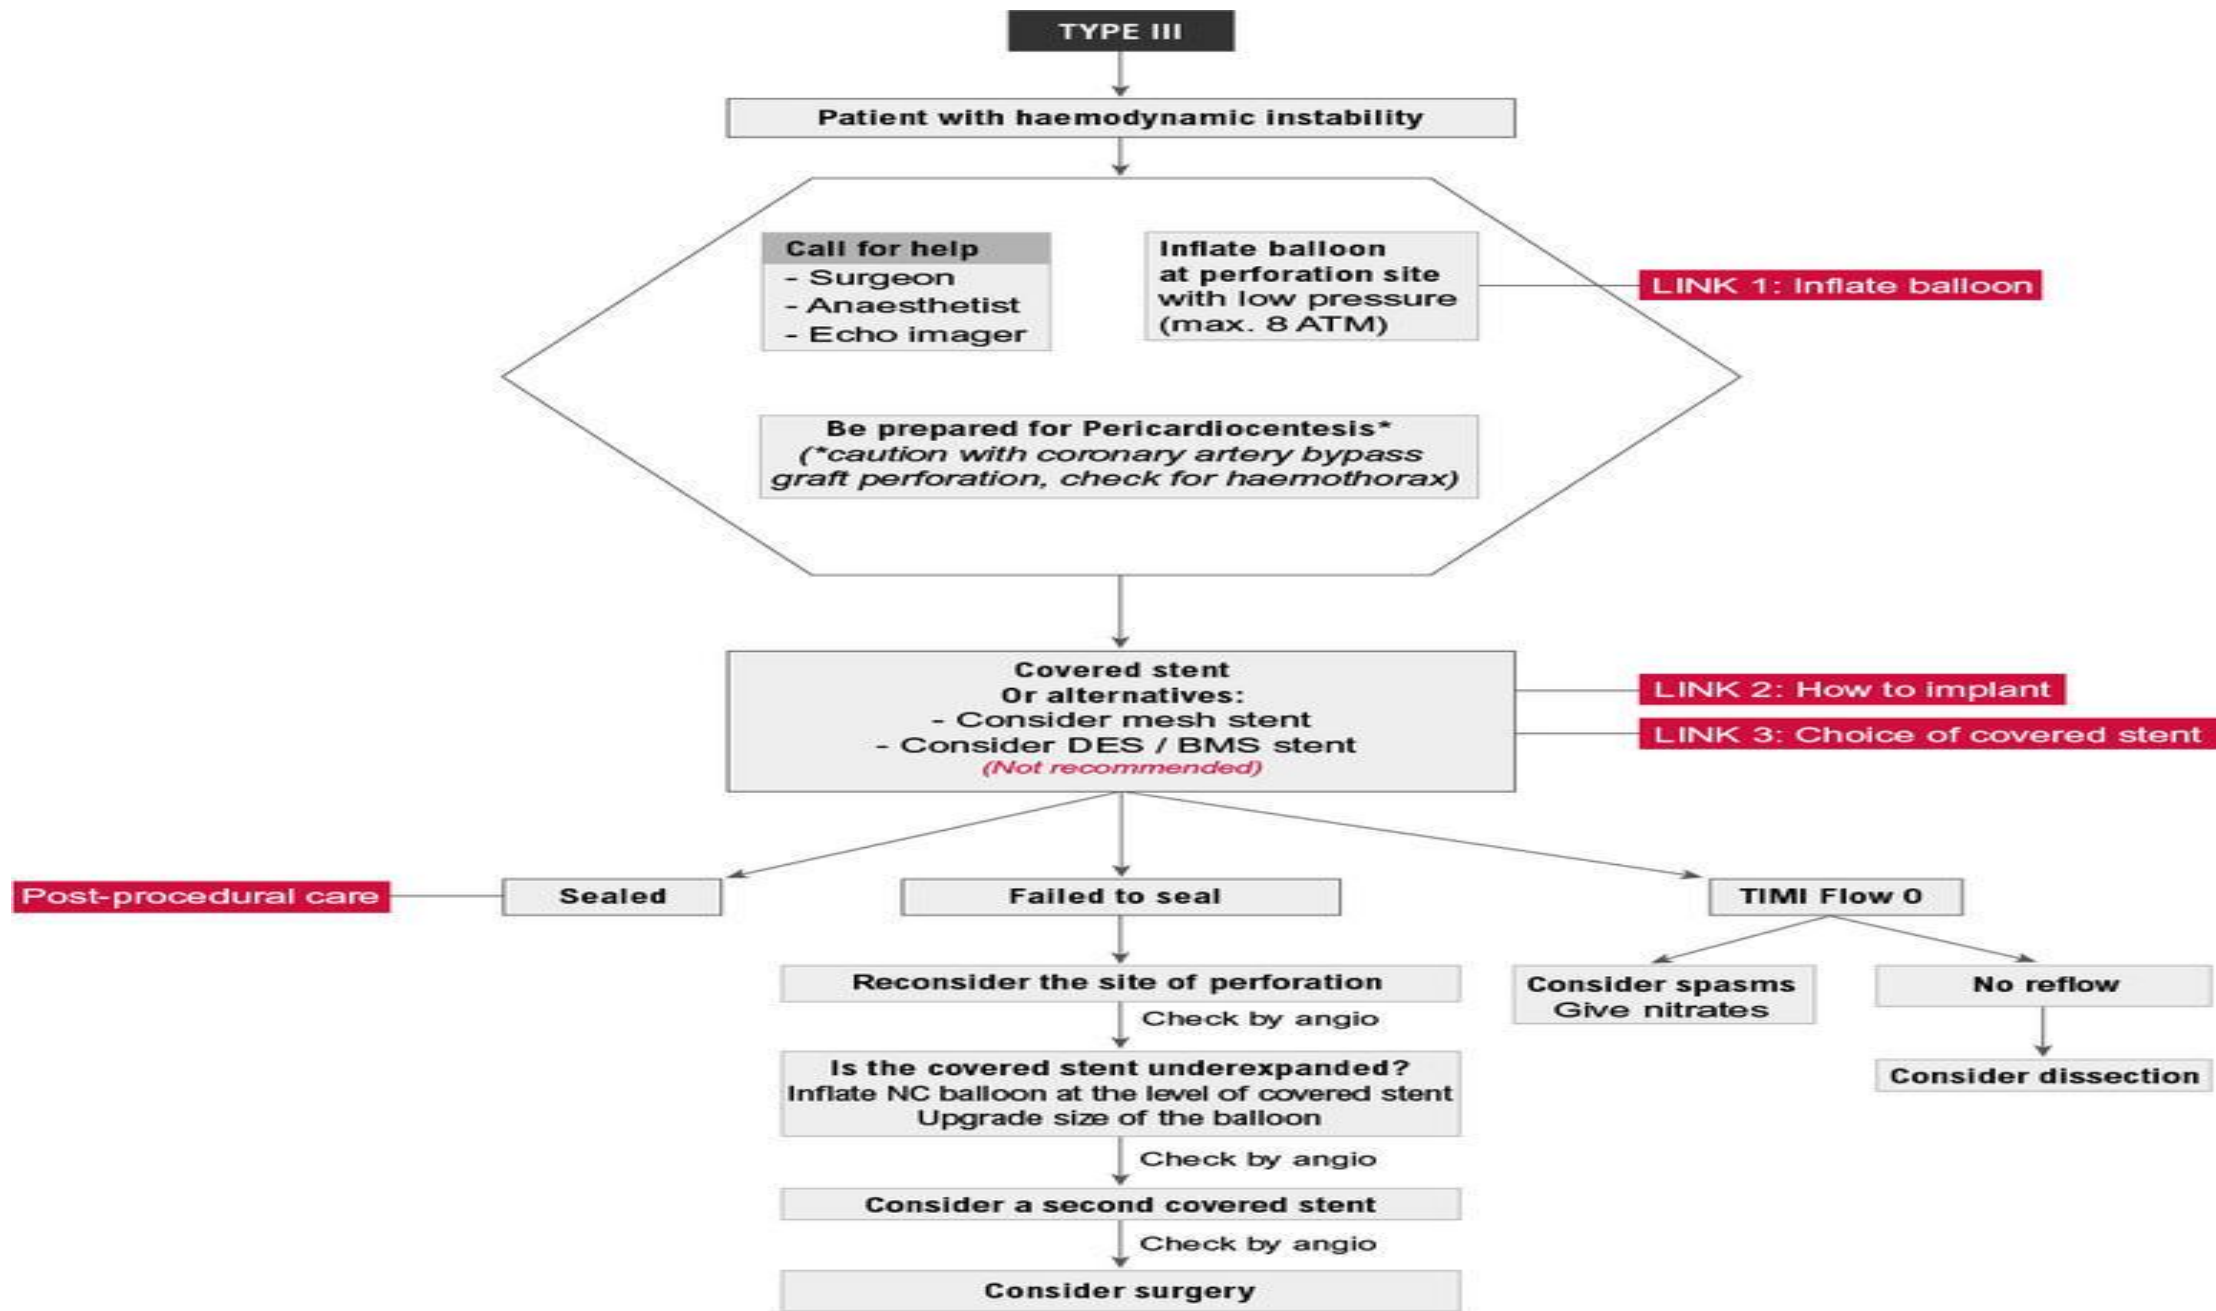 TYPE III
Patient with haemodynamic instability
Call for help
- Surgeon
- Anaesthetist
- Echo imager
Inflate balloon
at perforation site
with low pressure
(max. 8 ATM)
LINK 1: Inflate balloon
Be prepared for Pericardiocentesis*
(*caution with coronary artery bypass
graft perforation, check for haemothorax)
Covered stent
Or alternatives:
- Consider mesh stent
- Consider DES / BMS stent
(Not recommended)
LINK 2: How to implant
LINK 3: Choice of covered stent
Post-procedural care
Sealed
Failed to seal
TIMI Flow 0
Reconsider the site of perforation
Check by angio
Is the covered stent underexpanded?
Inflate NC balloon at the level of covered stent
Upgrade size of the balloon
Check by angio
Consider a second covered stent
Check by angio
Consider surgery
Consider spasms
Give nitrates
No reflow
Consider dissection